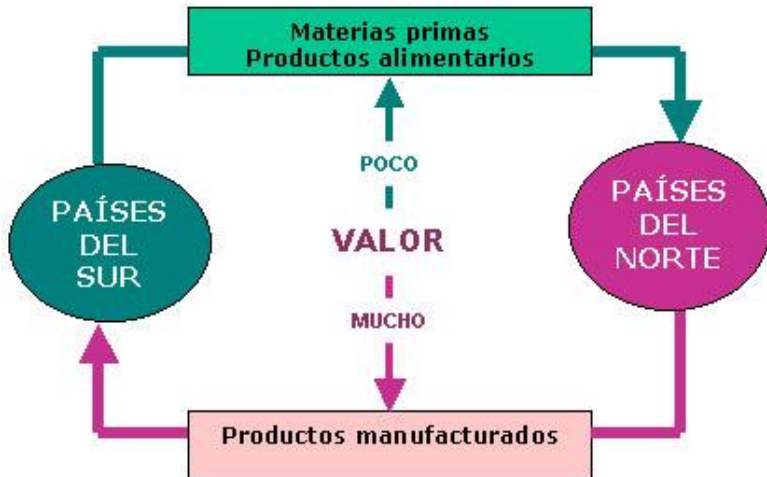 Materias primas
Productos alimentarios
POCO
PAÍSES
DEL
SUR
VALOR
PAÍSES
DEL
NORTE
MUCHO
Productos manufacturados